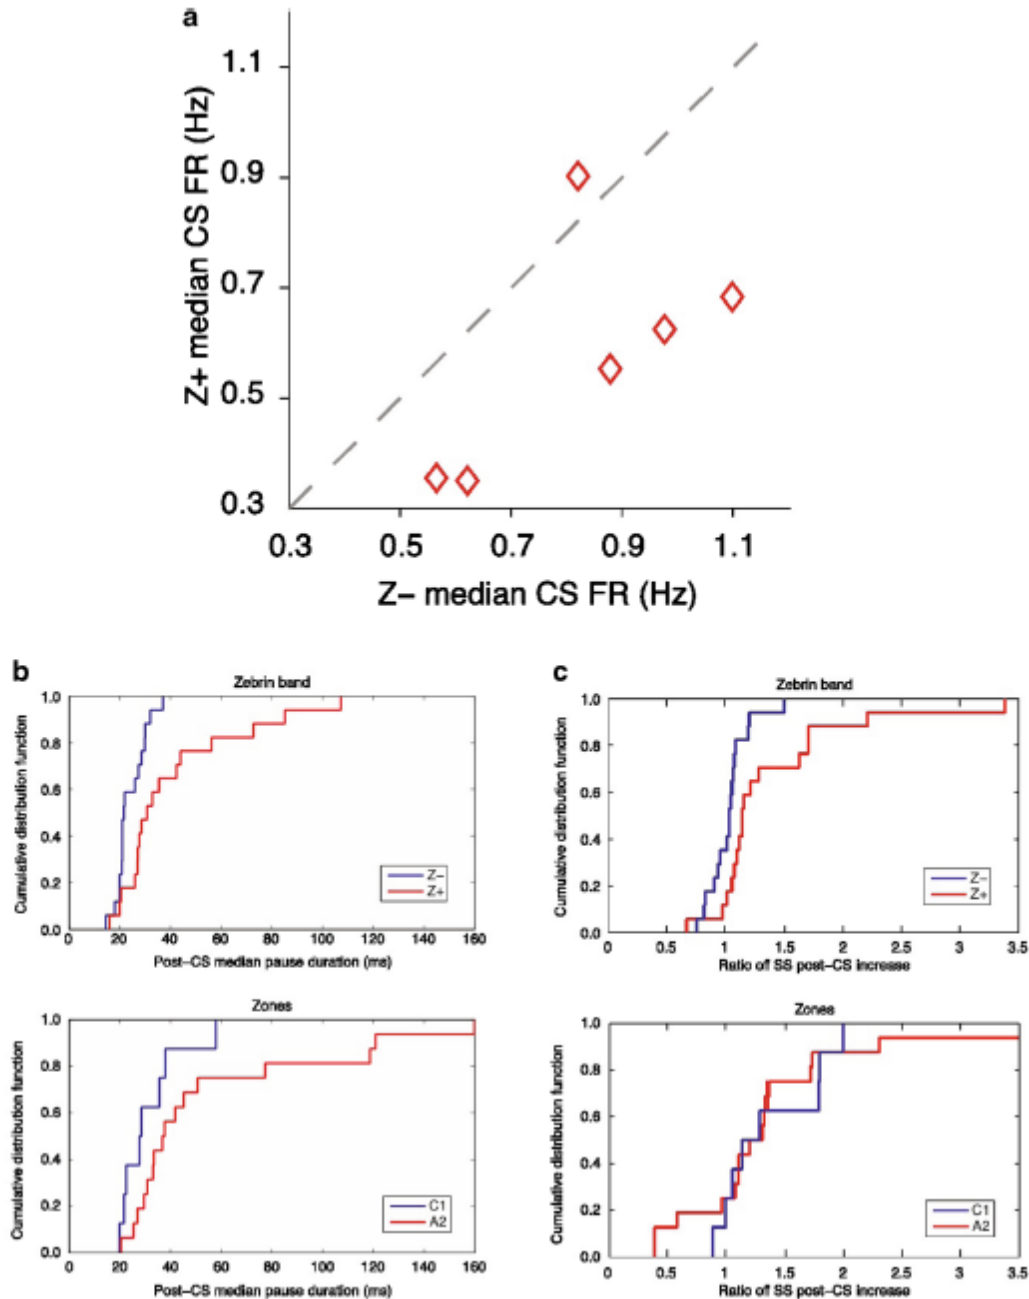 a
Z+ median CS FR (Hz)
1.1
0.9
0.7
0.5
0.3
0.3 0.5 0.7 0.9 1.1
Z− median CS FR (Hz)
b
Zebrin band
Cumulative distribution function
1.0
0.8
0.6
0.4
0.2
0.0
0 20 40 60 80 100 120 140 160
Post−CS median pause duration (ms)
Z−
Z+
c
Zebrin band
Cumulative distribution function
1.0
0.8
0.6
0.4
0.2
0.0
0 0.5 1 1.5 2 2.5 3 3.5
Ratio of SS post−CS increase
Z−
Z+
Zones
Cumulative distribution function
1.0
0.8
0.6
0.4
0.2
0.0
0 20 40 60 80 100 120 140 160
Post−CS median pause duration (ms)
C1
A2
Zones
Cumulative distribution function
1.0
0.8
0.6
0.4
0.2
0.0
0 0.5 1 1.5 2 2.5 3 3.5
Ratio of SS post−CS increase
C1
A2